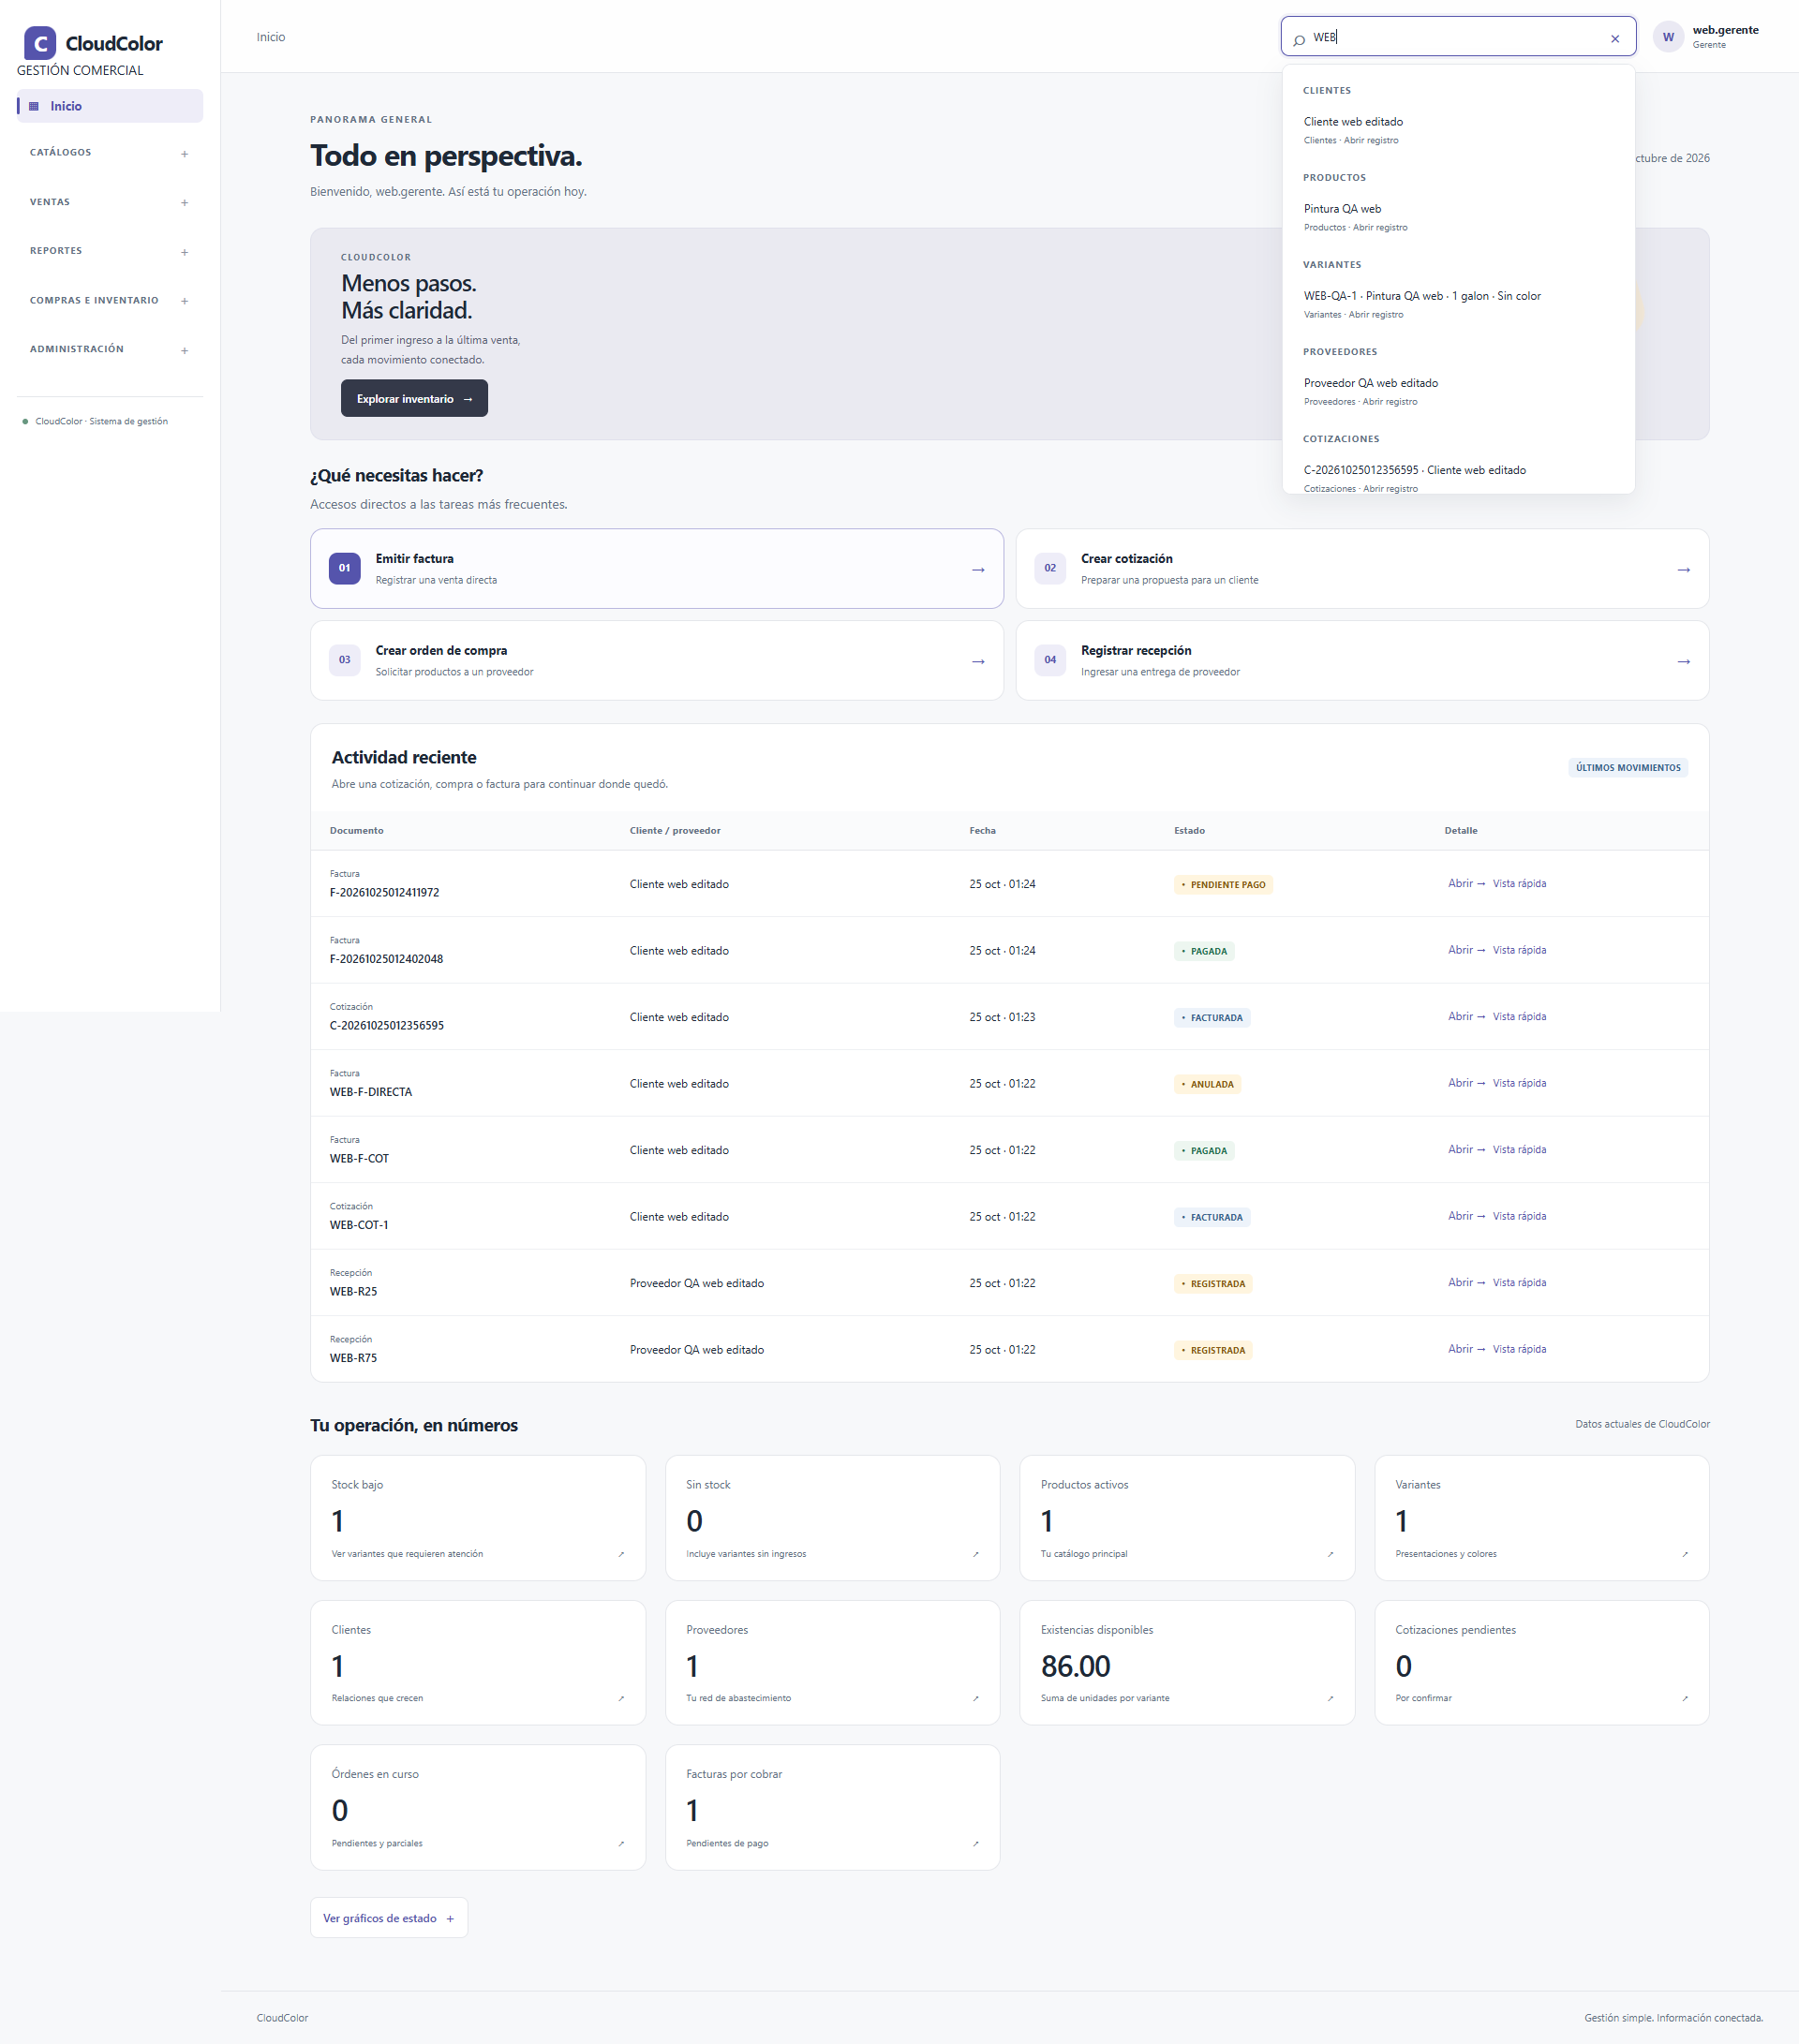 C CloudColor
GESTIÓN COMERCIAL
Inicio
CATÁLOGOS +
VENTAS +
REPORTES +
COMPRAS E INVENTARIO +
ADMINISTRACIÓN +
CloudColor · Sistema de gestión
Inicio
WEB ×
W web.gerente
Gerente
CLIENTES
Cliente web editado
Clientes · Abrir registro
PRODUCTOS
Pintura QA web
Productos · Abrir registro
VARIANTES
WEB-QA-1 · Pintura QA web · 1 galon · Sin color
Variantes · Abrir registro
PROVEEDORES
Proveedor QA web editado
Proveedores · Abrir registro
COTIZACIONES
C-20261025012356595 · Cliente web editado
Cotizaciones · Abrir registro
PANORAMA GENERAL
Todo en perspectiva.
ctubre de 2026
Bienvenido, web.gerente. Así está tu operación hoy.
CLOUDCOLOR
Menos pasos.
Más claridad.
Del primer ingreso a la última venta,
cada movimiento conectado.
Explorar inventario →
¿Qué necesitas hacer?
Accesos directos a las tareas más frecuentes.
01 Emitir factura →
Registrar una venta directa
02 Crear cotización →
Preparar una propuesta para un cliente
03 Crear orden de compra →
Solicitar productos a un proveedor
04 Registrar recepción →
Ingresar una entrega de proveedor
Actividad reciente
Abre una cotización, compra o factura para continuar donde quedó.
ÚLTIMOS MOVIMIENTOS
Documento Cliente / proveedor Fecha Estado Detalle
Factura
F-20261025012411972 Cliente web editado 25 oct · 01:24 • PENDIENTE PAGO Abrir → Vista rápida
Factura
F-20261025012402048 Cliente web editado 25 oct · 01:24 • PAGADA Abrir → Vista rápida
Cotización
C-20261025012356595 Cliente web editado 25 oct · 01:23 • FACTURADA Abrir → Vista rápida
Factura
WEB-F-DIRECTA Cliente web editado 25 oct · 01:22 • ANULADA Abrir → Vista rápida
Factura
WEB-F-COT Cliente web editado 25 oct · 01:22 • PAGADA Abrir → Vista rápida
Cotización
WEB-COT-1 Cliente web editado 25 oct · 01:22 • FACTURADA Abrir → Vista rápida
Recepción
WEB-R25 Proveedor QA web editado 25 oct · 01:22 • REGISTRADA Abrir → Vista rápida
Recepción
WEB-R75 Proveedor QA web editado 25 oct · 01:22 • REGISTRADA Abrir → Vista rápida
Tu operación, en números
Datos actuales de CloudColor
Stock bajo
1
Ver variantes que requieren atención ↗
Sin stock
0
Incluye variantes sin ingresos ↗
Productos activos
1
Tu catálogo principal ↗
Variantes
1
Presentaciones y colores ↗
Clientes
1
Relaciones que crecen ↗
Proveedores
1
Tu red de abastecimiento ↗
Existencias disponibles
86.00
Suma de unidades por variante ↗
Cotizaciones pendientes
0
Por confirmar ↗
Órdenes en curso
0
Pendientes y parciales ↗
Facturas por cobrar
1
Pendientes de pago ↗
Ver gráficos de estado +
CloudColor
Gestión simple. Información conectada.